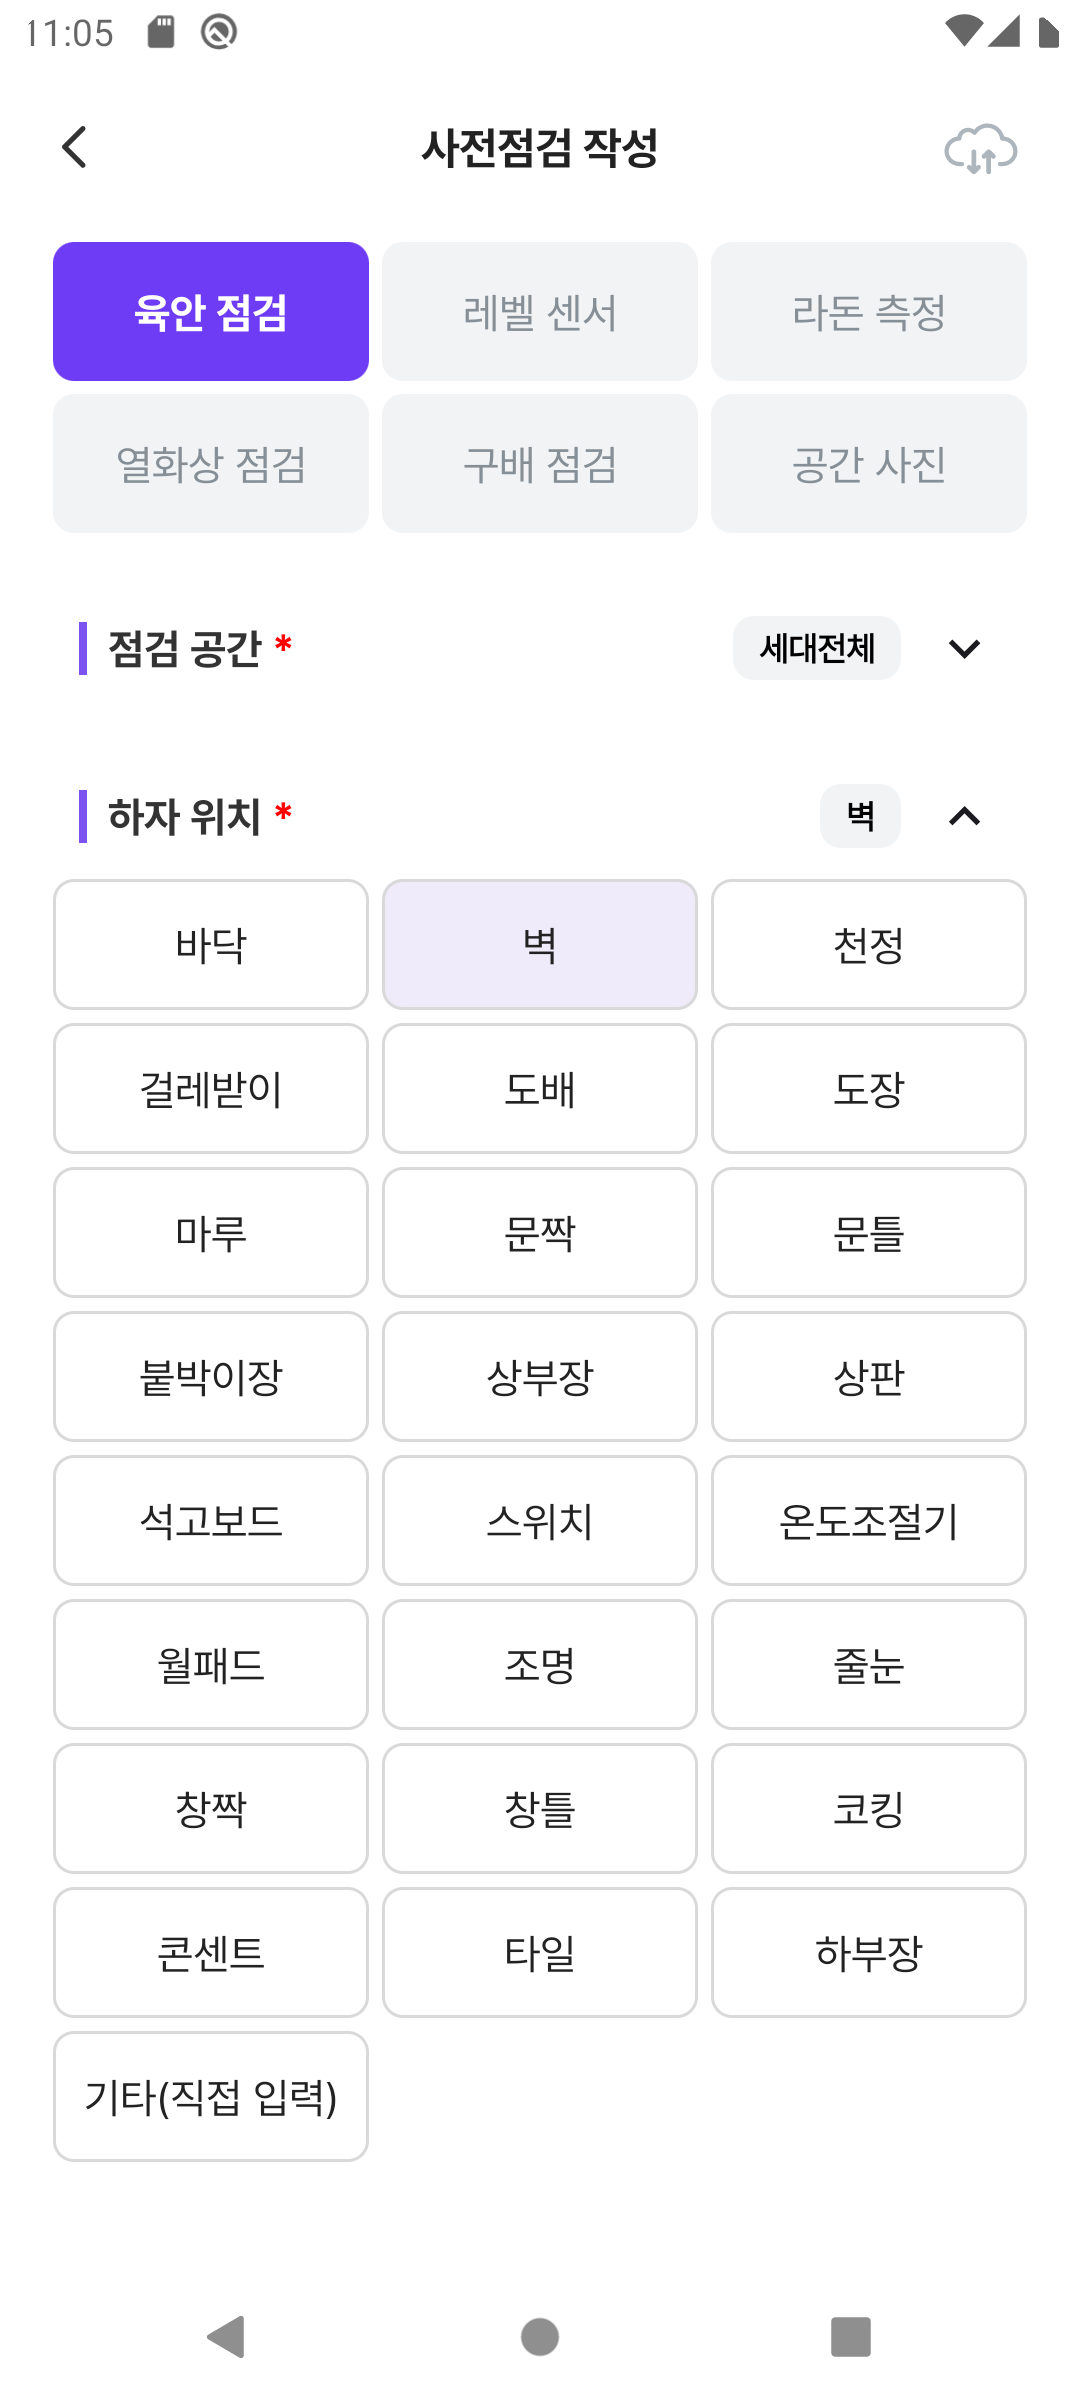 11:05
사전점검 작성
육안 점검 레벨 센서 라돈 측정
열화상 점검 구배 점검 공간 사진
점검 공간 * 세대전체
하자 위치 * 벽
바닥 벽 천정
걸레받이 도배 도장
마루 문짝 문틀
붙박이장 상부장 상판
석고보드 스위치 온도조절기
월패드 조명 줄눈
창짝 창틀 코킹
콘센트 타일 하부장
기타(직접 입력)